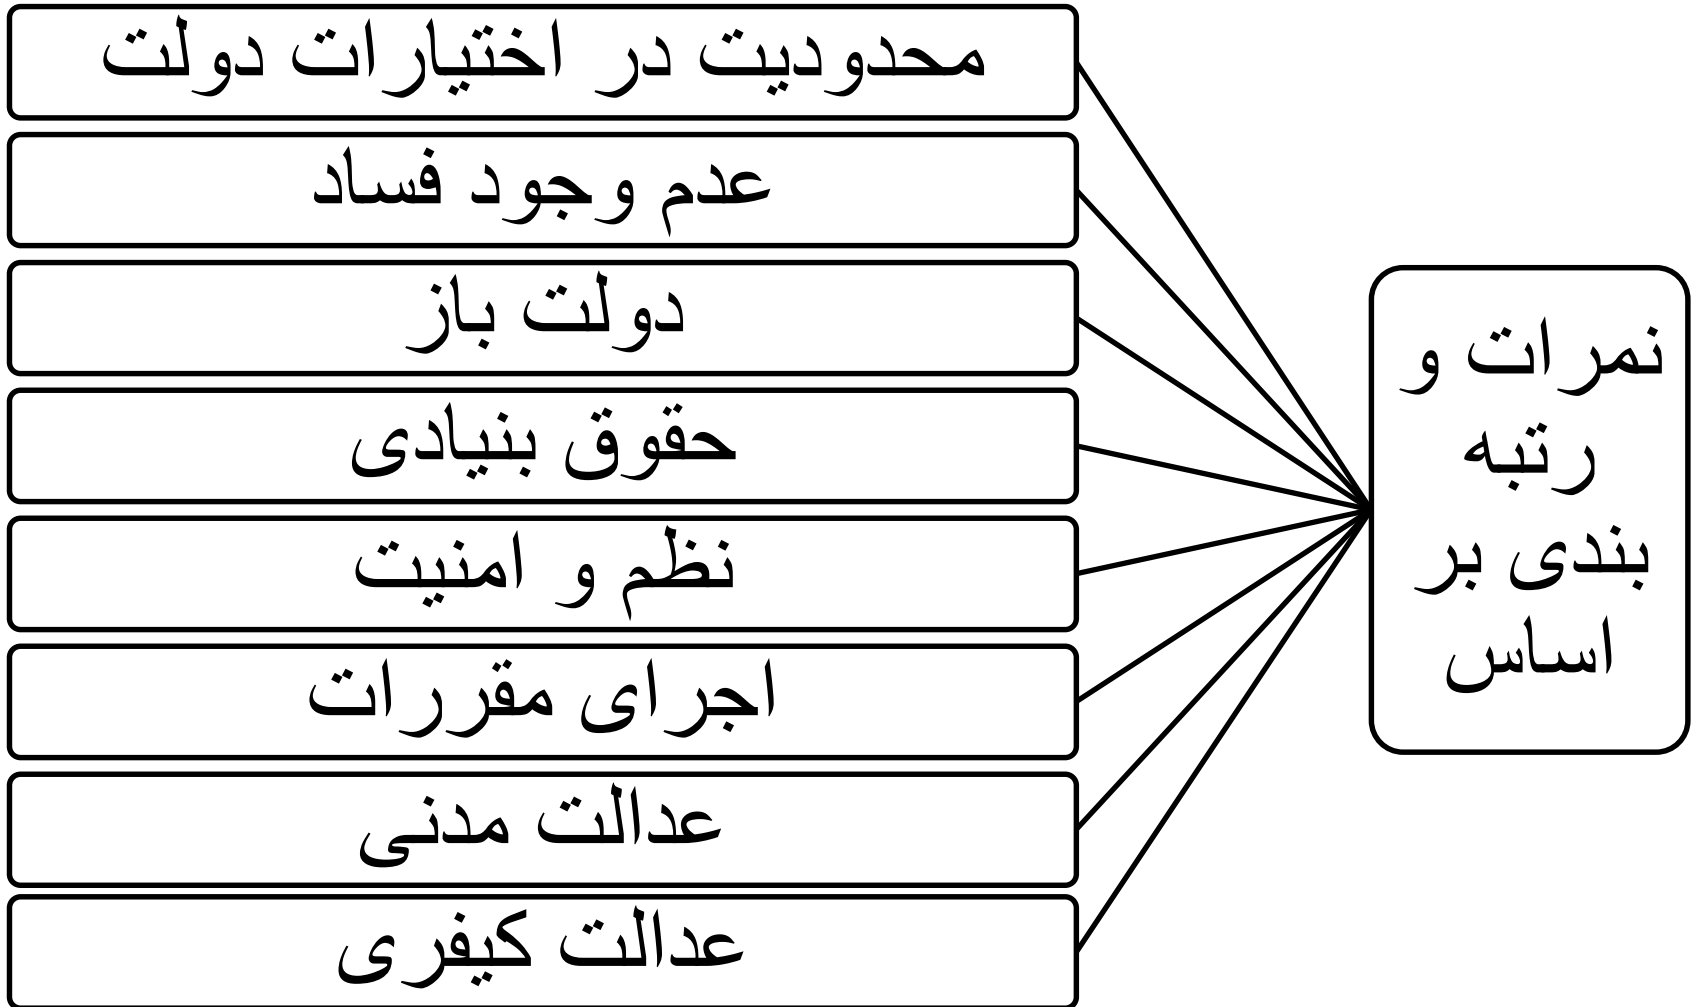 نمرات و
رتبه
بندی بر
اساس
محدودیت در اختیارات دولت
عدم وجود فساد
دولت باز
حقوق بنیادی
نظم و امنیت
اجرای مقررات
عدالت مدنی
عدالت کیفری